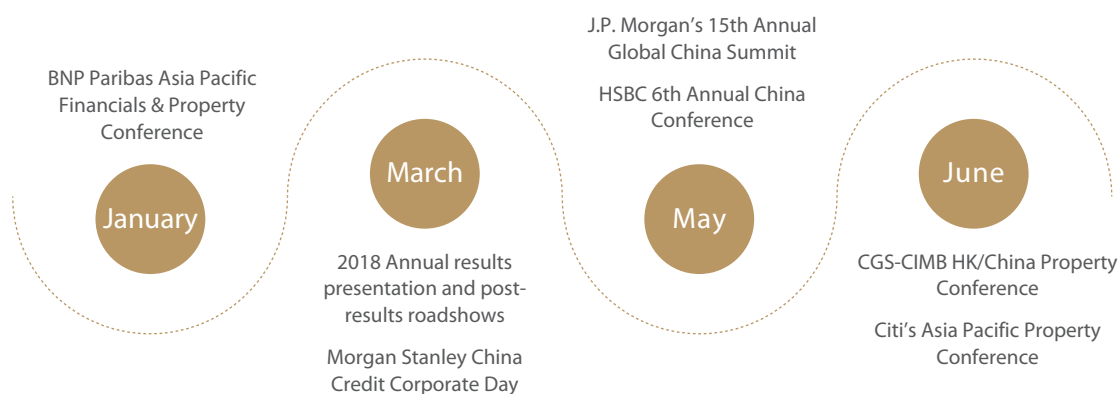 BNP Paribas Asia Pacific
Financials & Property
Conference
January
March
2018 Annual results
presentation and post-
results roadshows
Morgan Stanley China
Credit Corporate Day
J.P. Morgan’s 15th Annual
Global China Summit
HSBC 6th Annual China
Conference
May
June
CGS-CIMB HK/China Property
Conference
Citi’s Asia Pacific Property
Conference